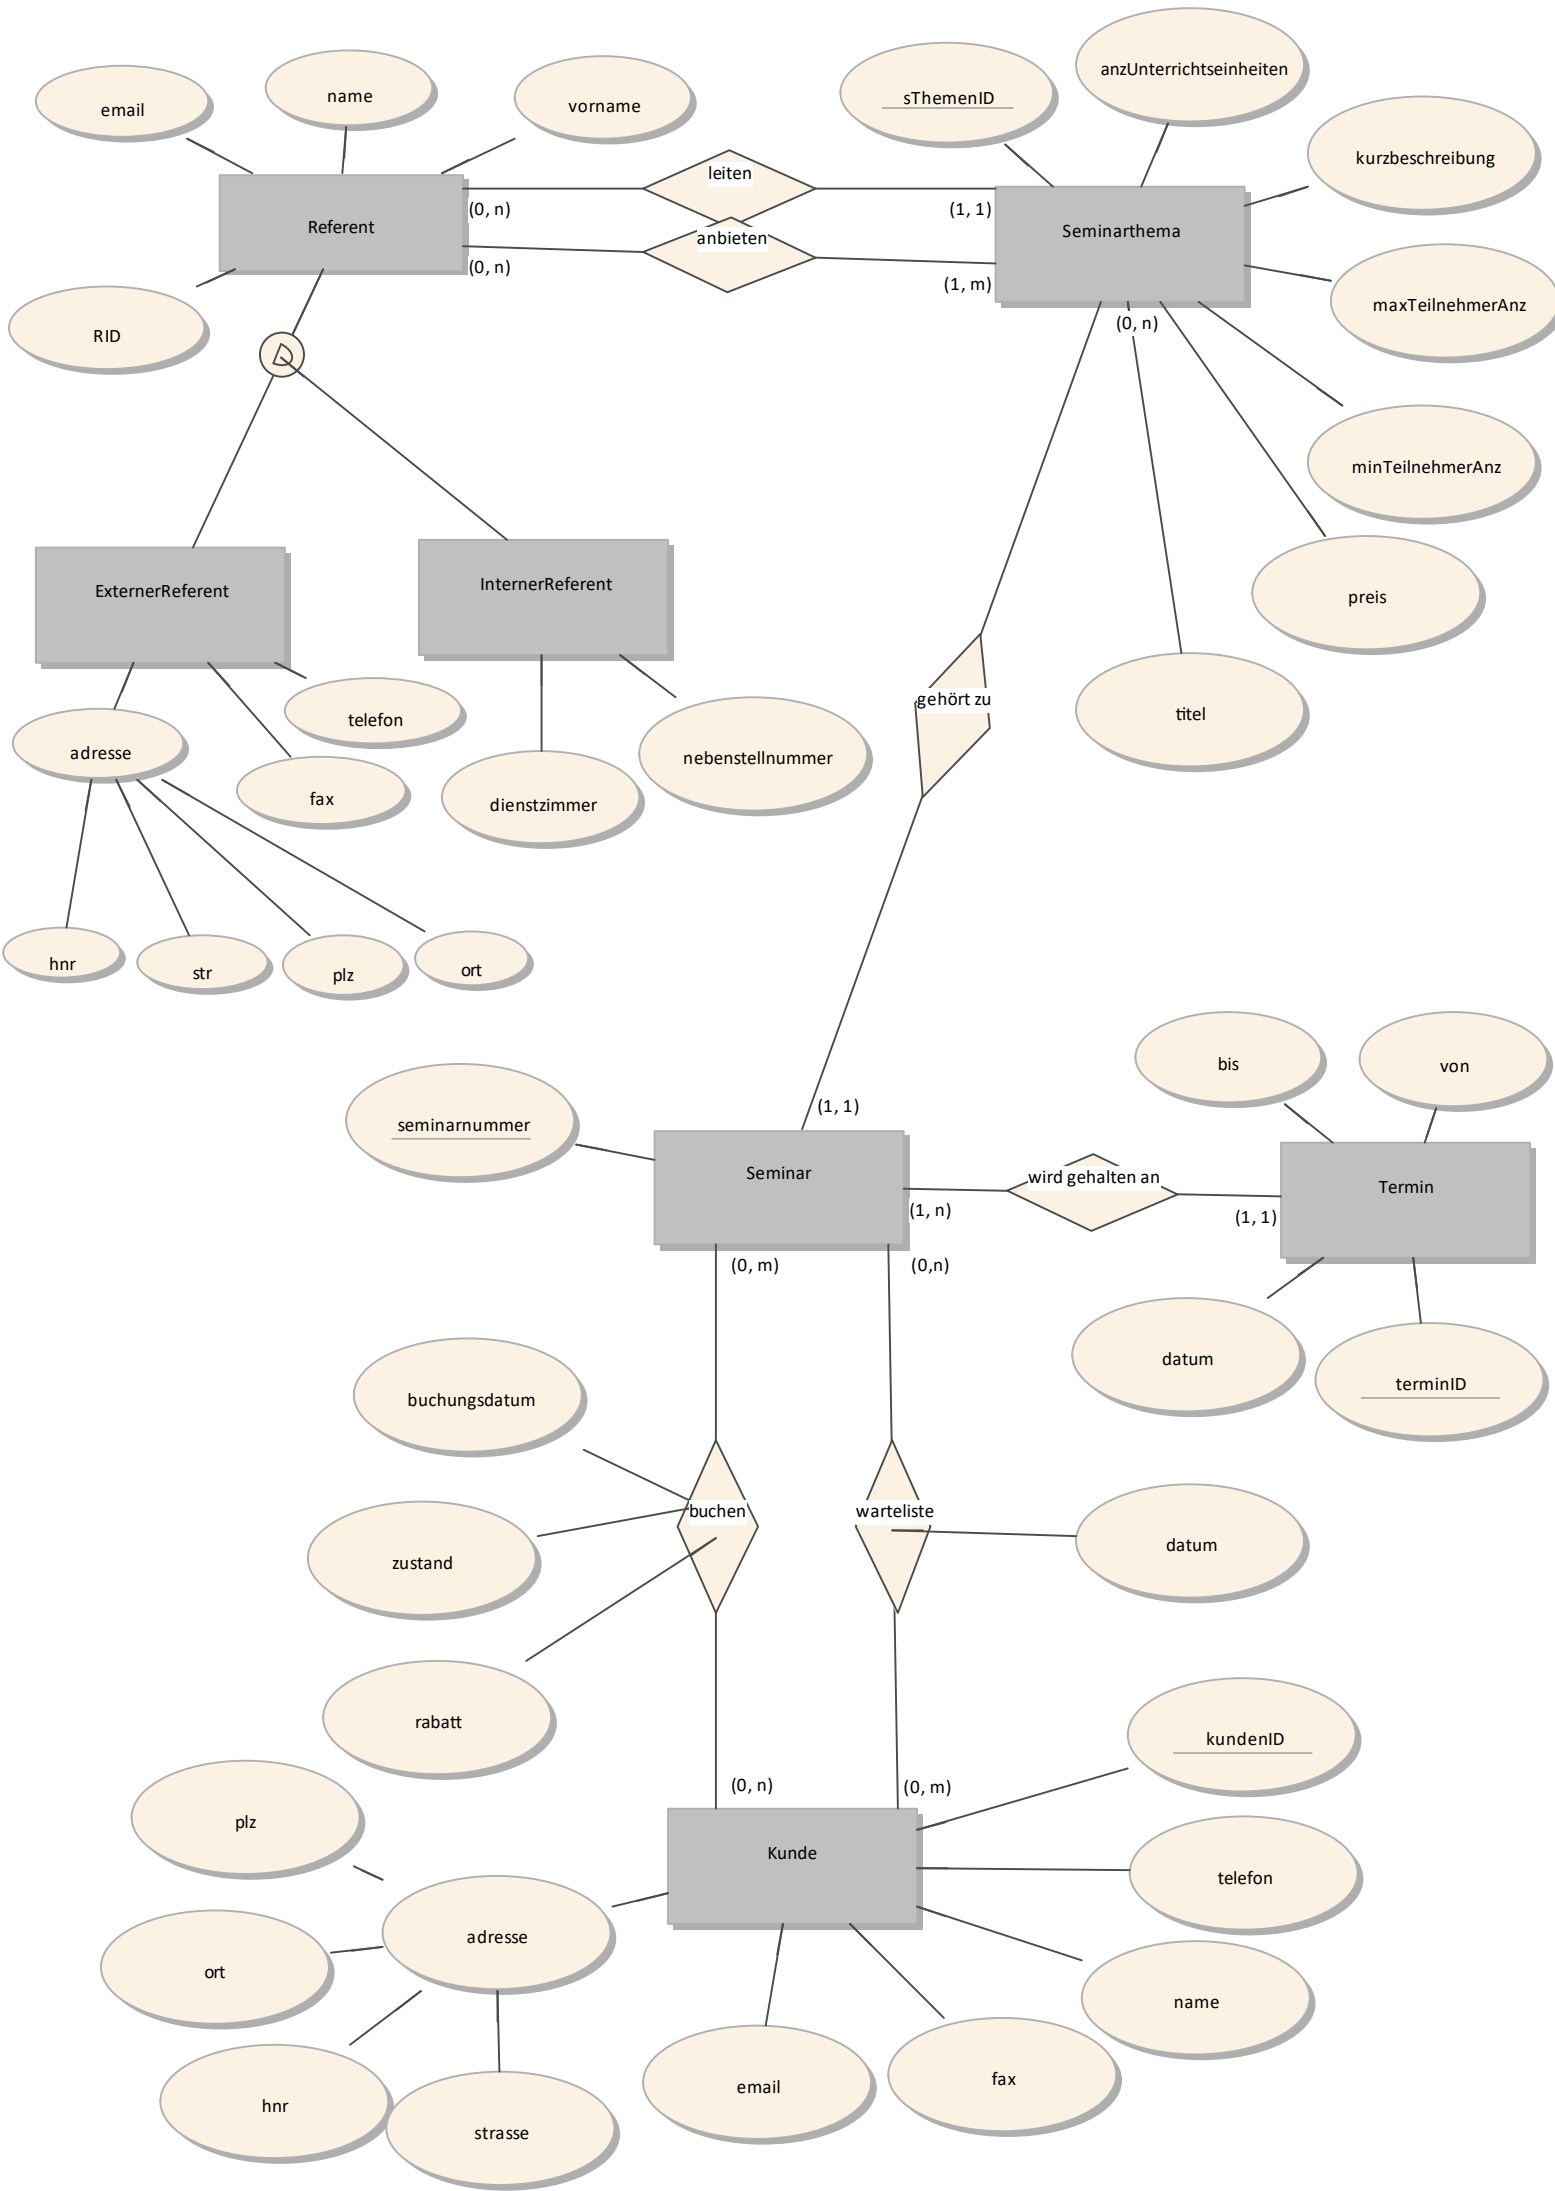 anzUnterrichtseinheiten
email
name
vorname
sThemenID
kurzbeschreibung
leiten
(0, n)
(1, 1)
Referent
anbieten
Seminarthema
(0, n)
(1, m)
RID
maxTeilnehmerAnz
(0, n)
D
minTeilnehmerAnz
ExternerReferent
InternerReferent
preis
telefon
gehört zu
titel
adresse
nebenstellnummer
fax
dienstzimmer
hnr
str
plz
ort
bis
von
(1, 1)
seminarnummer
Seminar
wird gehalten an
Termin
(1, n)
(1, 1)
(0, m)
(0,n)
datum
terminID
buchungsdatum
buchen
warteliste
datum
zustand
rabatt
kundenID
(0, n)
(0, m)
plz
Kunde
telefon
adresse
ort
name
fax
email
hnr
strasse